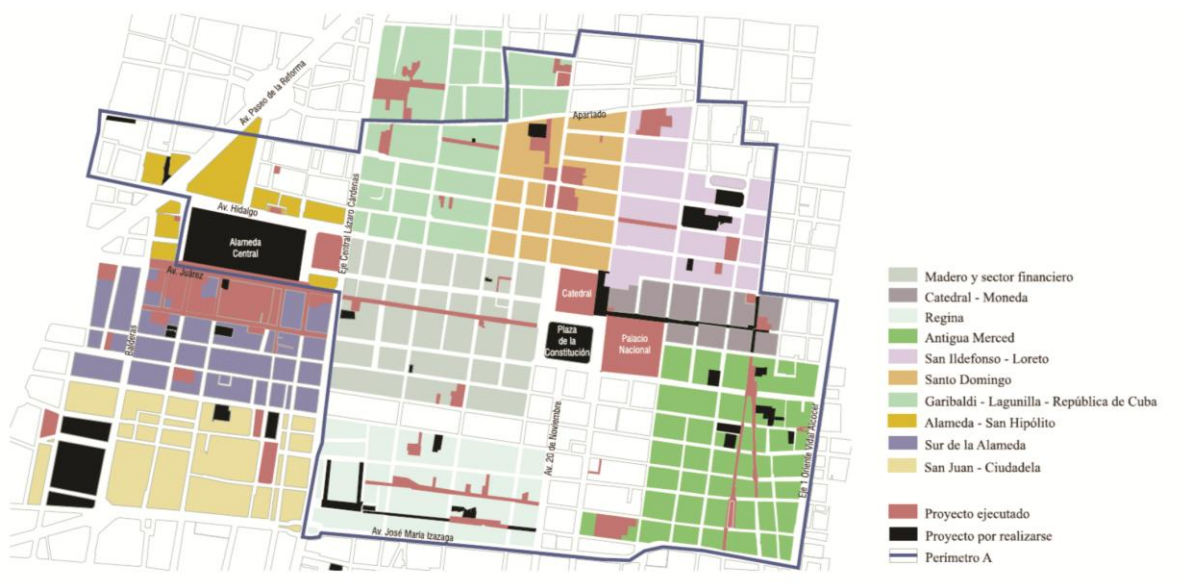 Av. Paseo de la Reforma
Apartado
Eje Central Lázaro Cárdenas
Av. Hidalgo
Alameda
Central
Av. Juárez
Catedral
Balderas
Plaza
de la
Constitución
Palacio
Nacional
Av. 20 de Noviembre
Eje 1 Oriente Vidal Alcocer
Av. José María Izazaga
Madero y sector financiero
Catedral - Moneda
Regina
Antigua Merced
San Ildefonso - Loreto
Santo Domingo
Garibaldi - Lagunilla - República de Cuba
Alameda - San Hipólito
Sur de la Alameda
San Juan - Ciudadela
Proyecto ejecutado
Proyecto por realizarse
Perímetro A